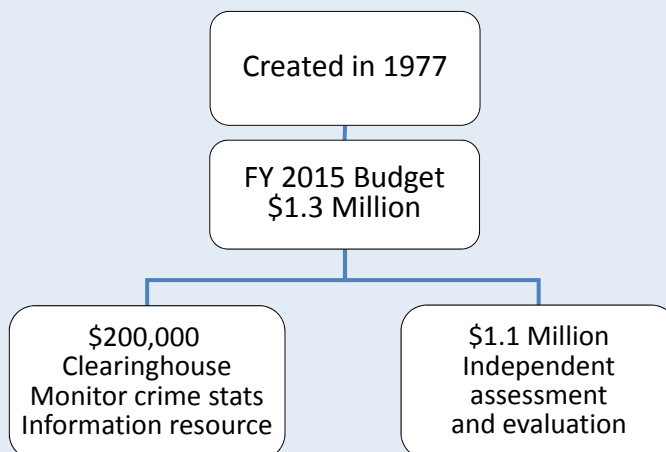 Created in 1977
FY 2015 Budget
$1.3 Million
$200,000
Clearinghouse
Monitor crime stats
Information resource
$1.1 Million
Independent
assessment
and evaluation